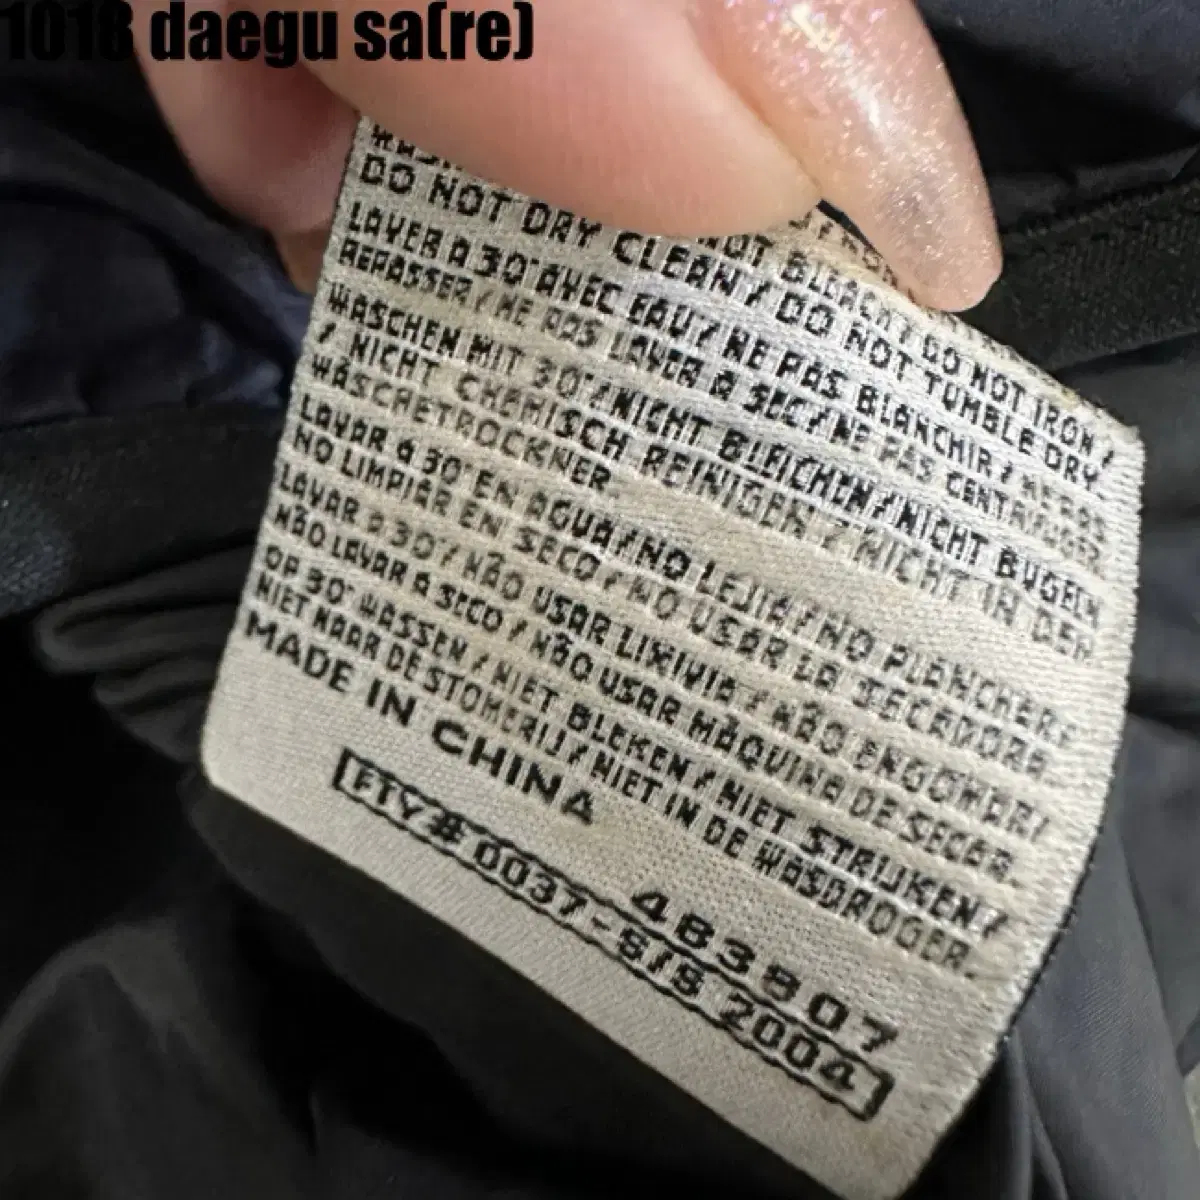 1018 daegu sa(re)
NOT BLEACH / DO NOT IRON /
DO NOT DRY CLEAN / DO NOT TUMBLE DRY.
LAVER A 30° AVEC EAU / NE PAS BLANCHIR / NE PAS
REPASSER / NE PAS LAVER A SEC / NE PAS CENTRIFUGER
WASCHEN MIT 30° / NICHT BLEICHEN / NICHT BUGELN
/ NICHT CHEMISCH REINIGEN / NICHT IN DEN
WASCHETROCKNER
LAVAR á 30° EN AGUA / NO LEJIA / NO PLANCHER /
NO LIMPIAR EN SECO / NO USAR LA SECADORA.
LAVAR a 30° / NÃO USAR LIXIVIA / NÃO ENGOMAR /
NÃO LAVAR A SECO / NÃO USAR MÁQUINA DE SECAR.
OP 30° WASSEN / NIET BLEKEN / NIET STRIJKEN /
NIET NAAR DE STOMERIJ / NIET IN DE WASDROGER.
MADE IN CHINA
483807
FTY# 0037-S/S 2004